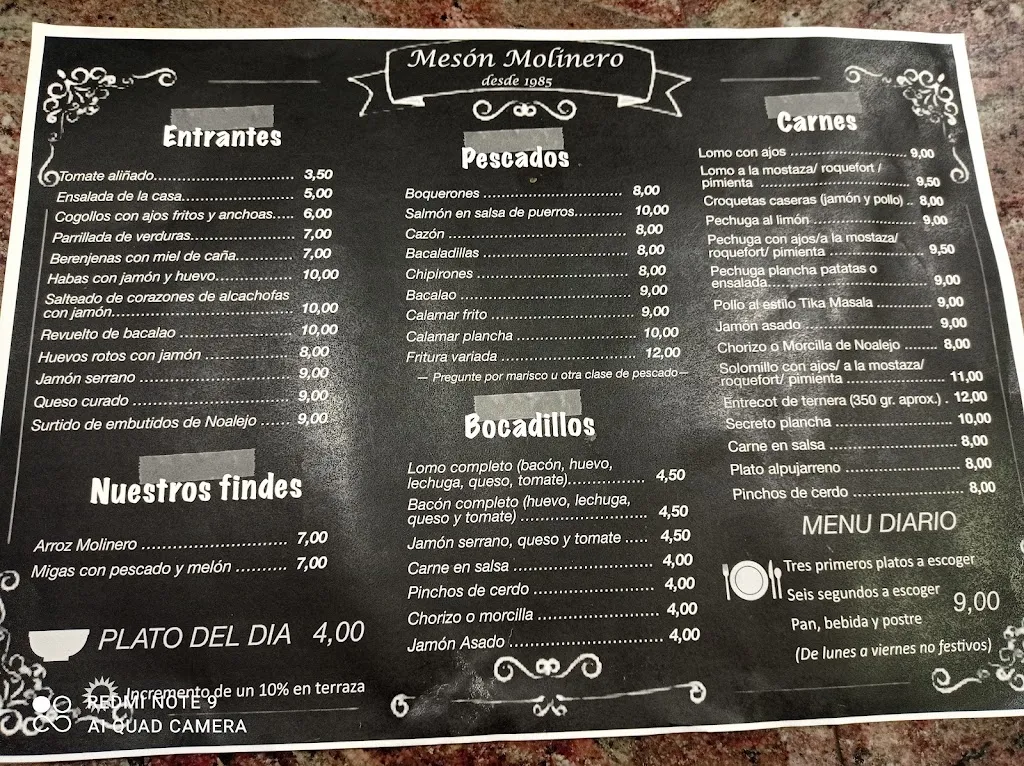 Mesón Molinero
desde 1985
Entrantes
Tomate aliñado.................................. 3,50
Ensalada de la casa........................... 5,00
Cogollos con ajos fritos y anchoas..... 6,00
Parrillada de verduras......................... 7,00
Berenjenas con miel de caña.............. 7,00
Habas con jamón y huevo................... 10,00
Salteado de corazones de alcachofas
con jamón............................................ 10,00
Revuelto de bacalao ........................... 10,00
Huevos rotos con jamón ..................... 8,00
Jamón serrano .................................... 9,00
Queso curado ..................................... 9,00
Surtido de embutidos de Noalejo ...... 9,00
Nuestros findes
Arroz Molinero .................................... 7,00
Migas con pescado y melón .......... 7,00
PLATO DEL DIA 4,00
Incremento de un 10% en terraza
Pescados
Boquerones .................................... 8,00
Salmón en salsa de puerros........... 10,00
Cazón ............................................. 8,00
Bacaladillas .................................... 8,00
Chipirones ...................................... 8,00
Bacalao .......................................... 9,00
Calamar frito ................................... 9,00
Calamar plancha ............................ 10,00
Fritura variada ................................ 12,00
— Pregunte por marisco u otra clase de pescado—
Bocadillos
Lomo completo (bacón, huevo,
lechuga, queso, tomate)................... 4,50
Bacón completo (huevo, lechuga,
queso y tomate) ............................... 4,50
Jamón serrano, queso y tomate ..... 4,50
Carne en salsa ................................. 4,00
Pinchos de cerdo ............................. 4,00
Chorizo o morcilla ............................ 4,00
Jamón Asado ................................... 4,00
Carnes
Lomo con ajos ............................ 9,00
Lomo a la mostaza/ roquefort /
pimienta ..................................... 9,50
Croquetas caseras (jamón y pollo) .. 8,00
Pechuga al limón ............................ 9,00
Pechuga con ajos/a la mostaza/
roquefort/ pimienta ......................... 9,50
Pechuga plancha patatas o
ensalada......................................... 9,00
Pollo al estilo Tika Masala .............. 9,00
Jamón asado .................................. 9,00
Chorizo o Morcilla de Noalejo ........ 8,00
Solomillo con ajos/ a la mostaza/
roquefort/ pimienta .......................... 11,00
Entrecot de ternera (350 gr. aprox.) . 12,00
Secreto plancha ............................. 10,00
Carne en salsa ................................ 8,00
Plato alpujarreno ............................ 8,00
Pinchos de cerdo ........................... 8,00
MENU DIARIO
Tres primeros platos a escoger
Seis segundos a escoger
9,00
Pan, bebida y postre
(De lunes a viernes no festivos)
REDMI NOTE 9
AI QUAD CAMERA